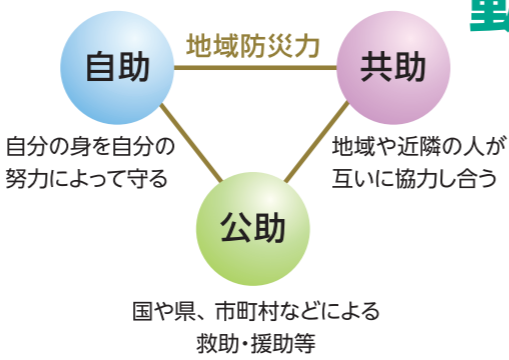 地域防災力
自助
共助
自分の身を自分の
努力によって守る
地域や近隣の人が
互いに協力し合う
公助
国や県、市町村などによる
救助・援助等